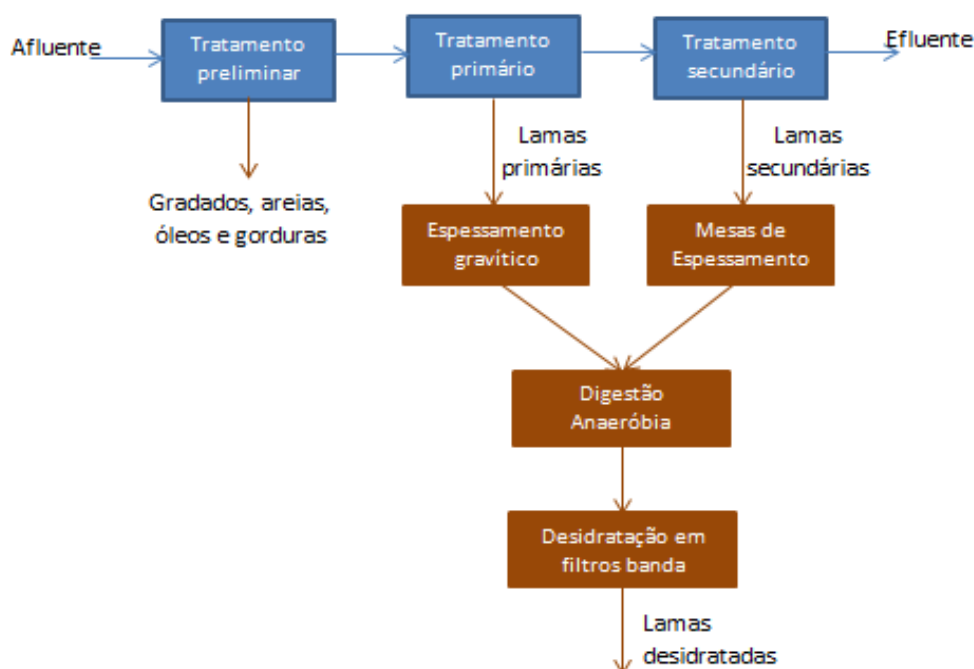 Afluente
Tratamento
preliminar
Tratamento
primário
Tratamento
secundário
Efluente
Gradados, areias,
óleos e gorduras
Lamas
primárias
Lamas
secundárias
Espessamento
gravítico
Mesas de
Espessamento
Digestão
Anaeróbia
Desidratação em
filtros banda
Lamas
desidratadas